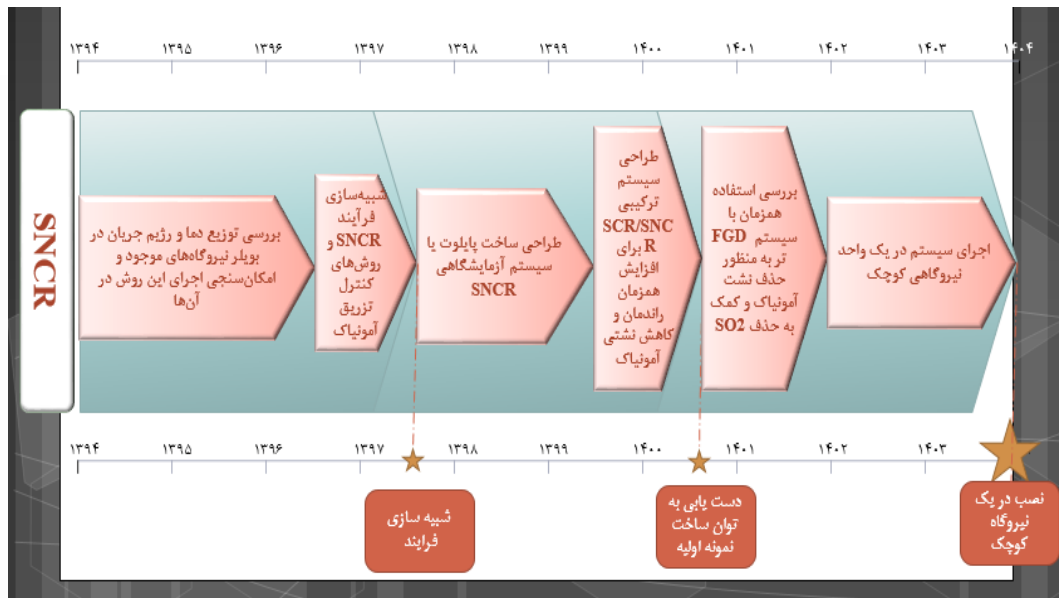 ۱۳۹۴ ۱۳۹۵ ۱۳۹۶ ۱۳۹۷ ۱۳۹۸ ۱۳۹۹ ۱۴۰۰ ۱۴۰۱ ۱۴۰۲ ۱۴۰۳ ۱۴۰۴
SNCR
بررسی توزیع دما و رژیم جریان در
بویلر نیروگاه‌های موجود و
امکان‌سنجی اجرای این روش در
آن‌ها
شبیه‌سازی
فرآیند
SNCR و
روش‌های
کنترل
تزریق
آمونیاک
طراحی ساخت پایلوت یا
سیستم آزمایشگاهی
SNCR
طراحی
سیستم
ترکیبی
SCR/SNC
R برای
افزایش
همزمان
راندمان و
کاهش نشتی
آمونیاک
بررسی استفاده
همزمان با
سیستم FGD
تر به منظور
حذف نشت
آمونیاک و کمک
به حذف SO2
اجرای سیستم در یک واحد
نیروگاهی کوچک
۱۳۹۴ ۱۳۹۵ ۱۳۹۶ ۱۳۹۷ ۱۳۹۸ ۱۳۹۹ ۱۴۰۰ ۱۴۰۱ ۱۴۰۲ ۱۴۰۳
شبیه سازی
فرایند
دست یابی به
توان ساخت
نمونه اولیه
نصب در یک
نیروگاه
کوچک